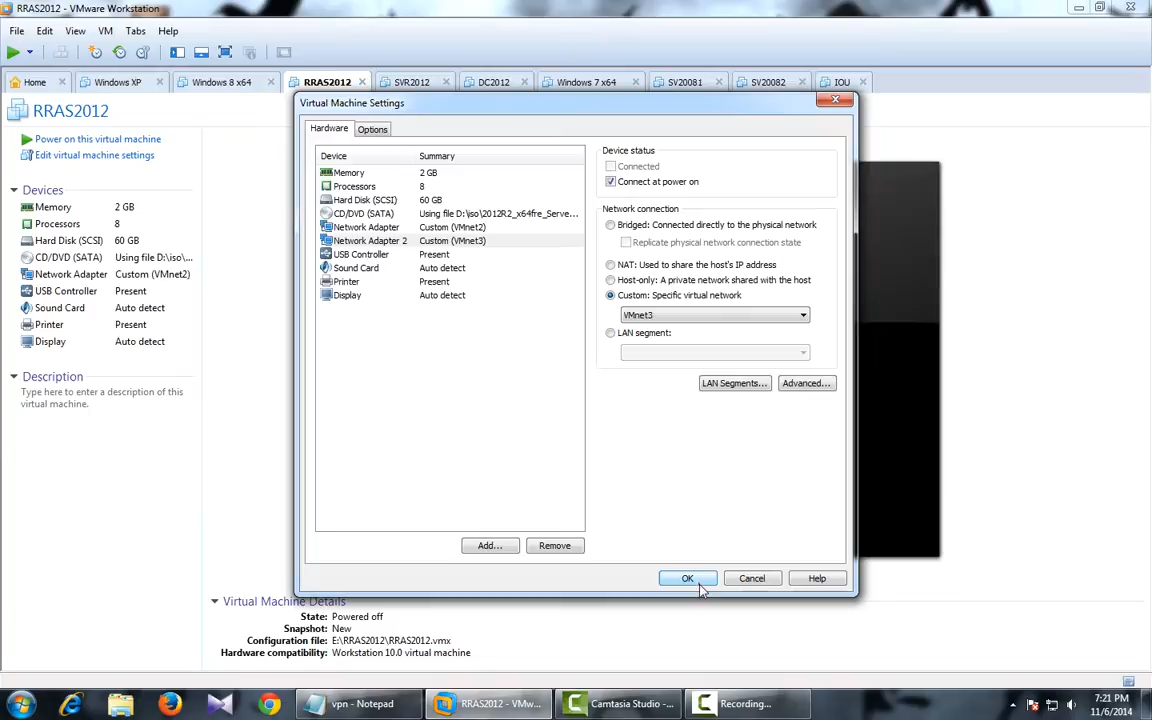 RRAS2012 - VMware Workstation
File Edit View VM Tabs Help
Home Windows XP Windows 8 x64 RRAS2012 SVR2012 DC2012 Windows 7 x64 SV20081 SV20082 IOU
RRAS2012
Power on this virtual machine
Edit virtual machine settings
Devices
Memory 2 GB
Processors 8
Hard Disk (SCSI) 60 GB
CD/DVD (SATA) Using file D:\iso\...
Network Adapter Custom (VMnet2)
USB Controller Present
Sound Card Auto detect
Printer Present
Display Auto detect
Description
Type here to enter a description of this
virtual machine.
Virtual Machine Settings
Hardware Options
Device Summary
Memory 2 GB
Processors 8
Hard Disk (SCSI) 60 GB
CD/DVD (SATA) Using file D:\iso\2012R2_x64fre_Serve...
Network Adapter Custom (VMnet2)
Network Adapter 2 Custom (VMnet3)
USB Controller Present
Sound Card Auto detect
Printer Present
Display Auto detect
Add... Remove
Device status
Connected
Connect at power on
Network connection
Bridged: Connected directly to the physical network
Replicate physical network connection state
NAT: Used to share the host's IP address
Host-only: A private network shared with the host
Custom: Specific virtual network
VMnet3
LAN segment:
LAN Segments... Advanced...
OK Cancel Help
Virtual Machine Details
State: Powered off
Snapshot: New
Configuration file: E:\RRAS2012\RRAS2012.vmx
Hardware compatibility: Workstation 10.0 virtual machine
vpn - Notepad RRAS2012 - VMw... Camtasia Studio -... Recording...
7:21 PM
11/6/2014